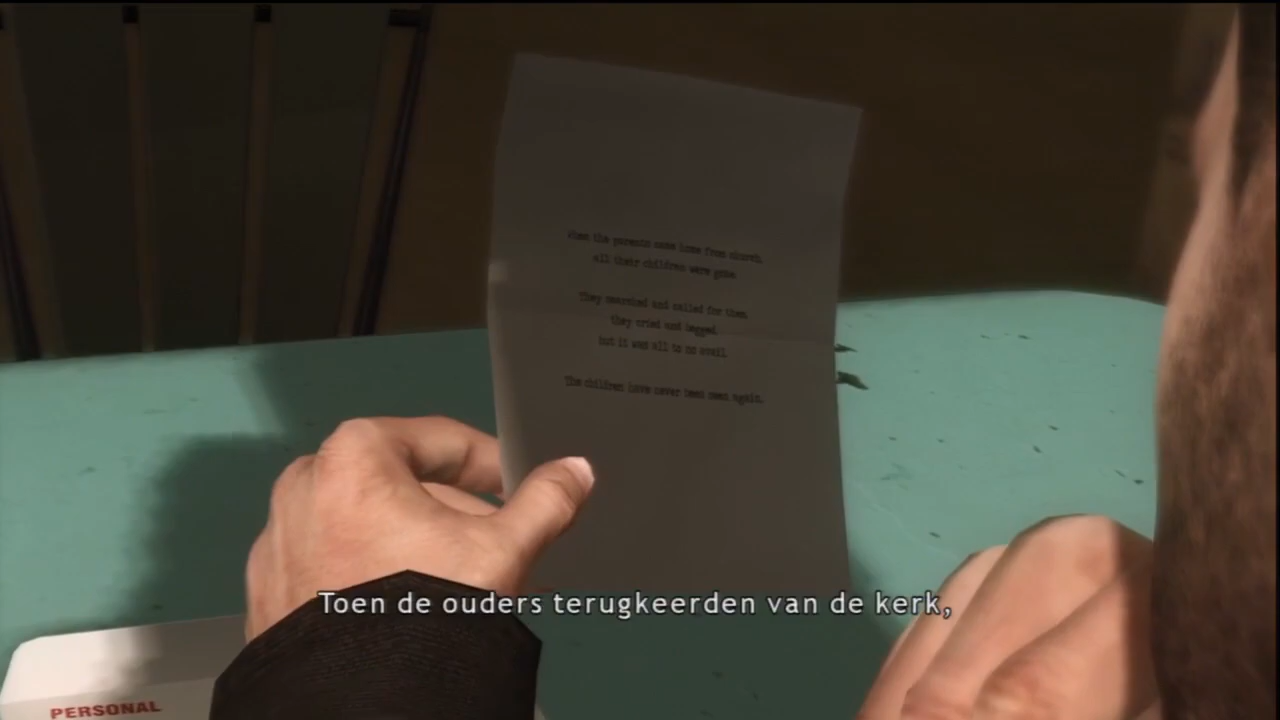 When the parents came home from church,
all their children were gone.
They searched and called for them,
they cried and begged,
but it was all to no avail.
The children have never been seen again.
Toen de ouders terugkeerden van de kerk,
PERSONAL